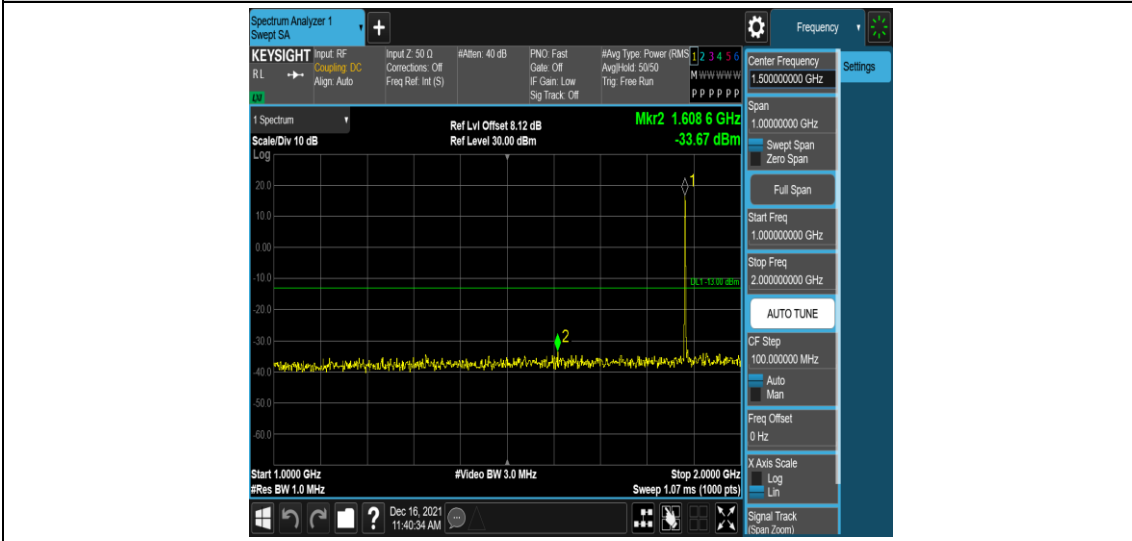 Spectrum Analyzer 1
Swept SA
+
Frequency
KEYSIGHT
RL
Input: RF
Coupling: DC
Align: Auto
Input Z: 50 Ω
Corrections: Off
Freq Ref: Int (S)
#Atten: 40 dB
PNO: Fast
Gate: Off
IF Gain: Low
Sig Track: Off
#Avg Type: Power (RMS
Avg|Hold: 50/50
Trig: Free Run
1 2 3 4 5 6
M W W W W W
P P P P P P
1 Spectrum
Scale/Div 10 dB
Log
Ref Lvl Offset 8.12 dB
Ref Level 30.00 dBm
Mkr2 1.608 6 GHz
-33.67 dBm
20.0
10.0
0.00
-10.0
-20.0
-30.0
-40.0
-50.0
-60.0
1
DL1 -13.00 dBm
2
Start 1.0000 GHz
#Res BW 1.0 MHz
#Video BW 3.0 MHz
Stop 2.0000 GHz
Sweep 1.07 ms (1000 pts)
Dec 16, 2021
11:40:34 AM
?
Center Frequency
1.500000000 GHz
Settings
Span
1.00000000 GHz
Swept Span
Zero Span
Full Span
Start Freq
1.000000000 GHz
Stop Freq
2.000000000 GHz
AUTO TUNE
CF Step
100.000000 MHz
Auto
Man
Freq Offset
0 Hz
X Axis Scale
Log
Lin
Signal Track
(Span Zoom)